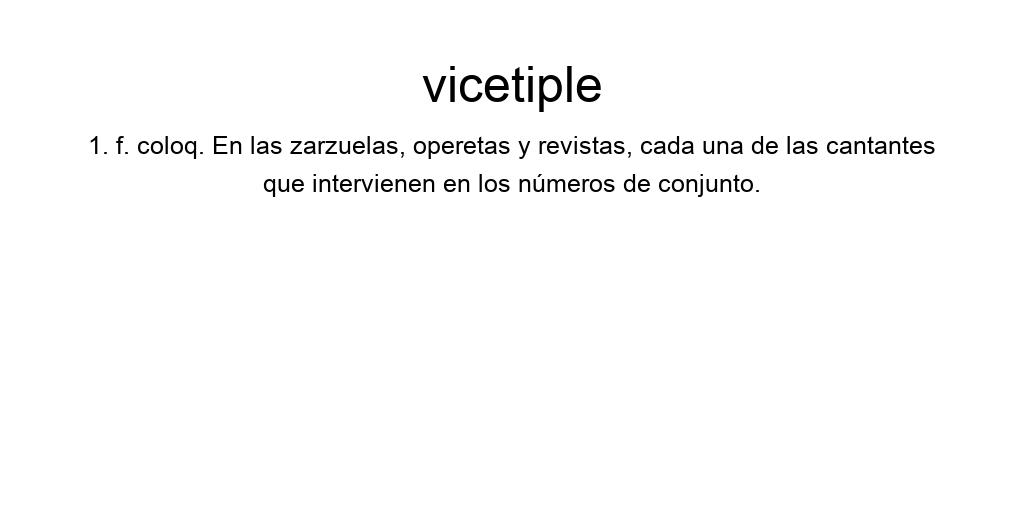 vicetiple
1. f. coloq. En las zarzuelas, operetas y revistas, cada una de las cantantes
que intervienen en los números de conjunto.